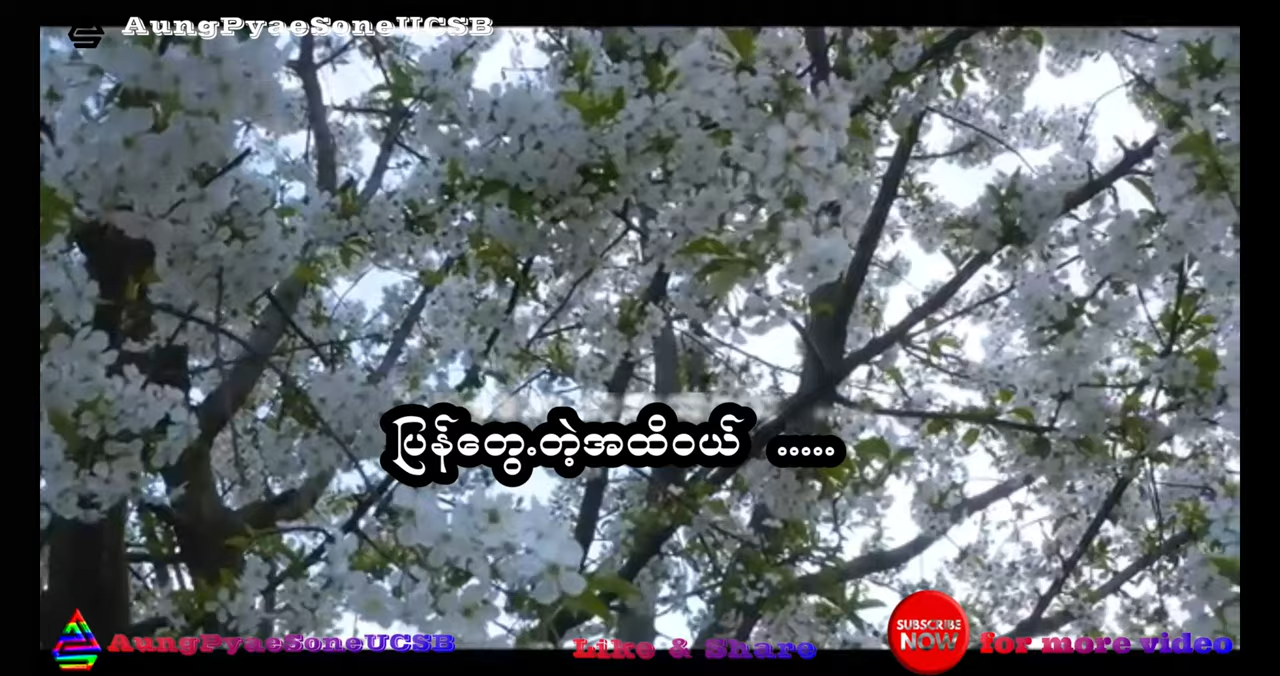 AungPyaeSoneUCSB
ပြန်တွေ.တဲ့အထိဝယ် .....
AungPyaeSoneUCSB
Like & Share
SUBSCRIBE
NOW
for more video